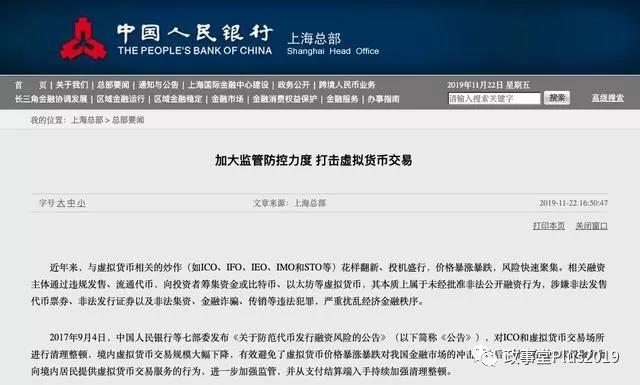 中国人民银行 上海总部
THE PEOPLE'S BANK OF CHINA Shanghai Head Office
首 页 | 关于我们 | 总部要闻 | 通知与公告 | 上海国际金融中心建设 | 政务公开 | 跨境人民币业务 2019年11月22日 星期五
长三角金融协调发展 | 区域金融运行 | 区域金融稳定 | 金融市场 | 金融消费权益保护 | 金融服务 | 办事指南 请输入搜索关键字 搜索 高级搜索
我的位置：上海总部 > 总部要闻
加大监管防控力度 打击虚拟货币交易
字号 大 中 小 文章来源：上海总部 2019-11-22 16:50:47
打印本页 关闭窗口
近年来，与虚拟货币相关的炒作（如ICO、IFO、IEO、IMO和STO等）花样翻新、投机盛行，价格暴涨暴跌，风险快速聚集。相关融资
主体通过违规发售、流通代币，向投资者筹集资金或比特币、以太坊等虚拟货币，其本质上属于未经批准非法公开融资行为，涉嫌非法发售
代币票券、非法发行证券以及非法集资、金融诈骗、传销等违法犯罪，严重扰乱经济金融秩序。
2017年9月4日，中国人民银行等七部委发布《关于防范代币发行融资风险的公告》（以下简称《公告》），对ICO和虚拟货币交易场所
进行清理整顿，境内虚拟货币交易规模大幅下降，有效避免了虚拟货币价格暴涨暴跌对我国金融市场的冲击
向境内居民提供虚拟货币交易服务的行为，进一步加强监管，并从支付结算端入手持续加强清理整顿。
政事堂Plus2019